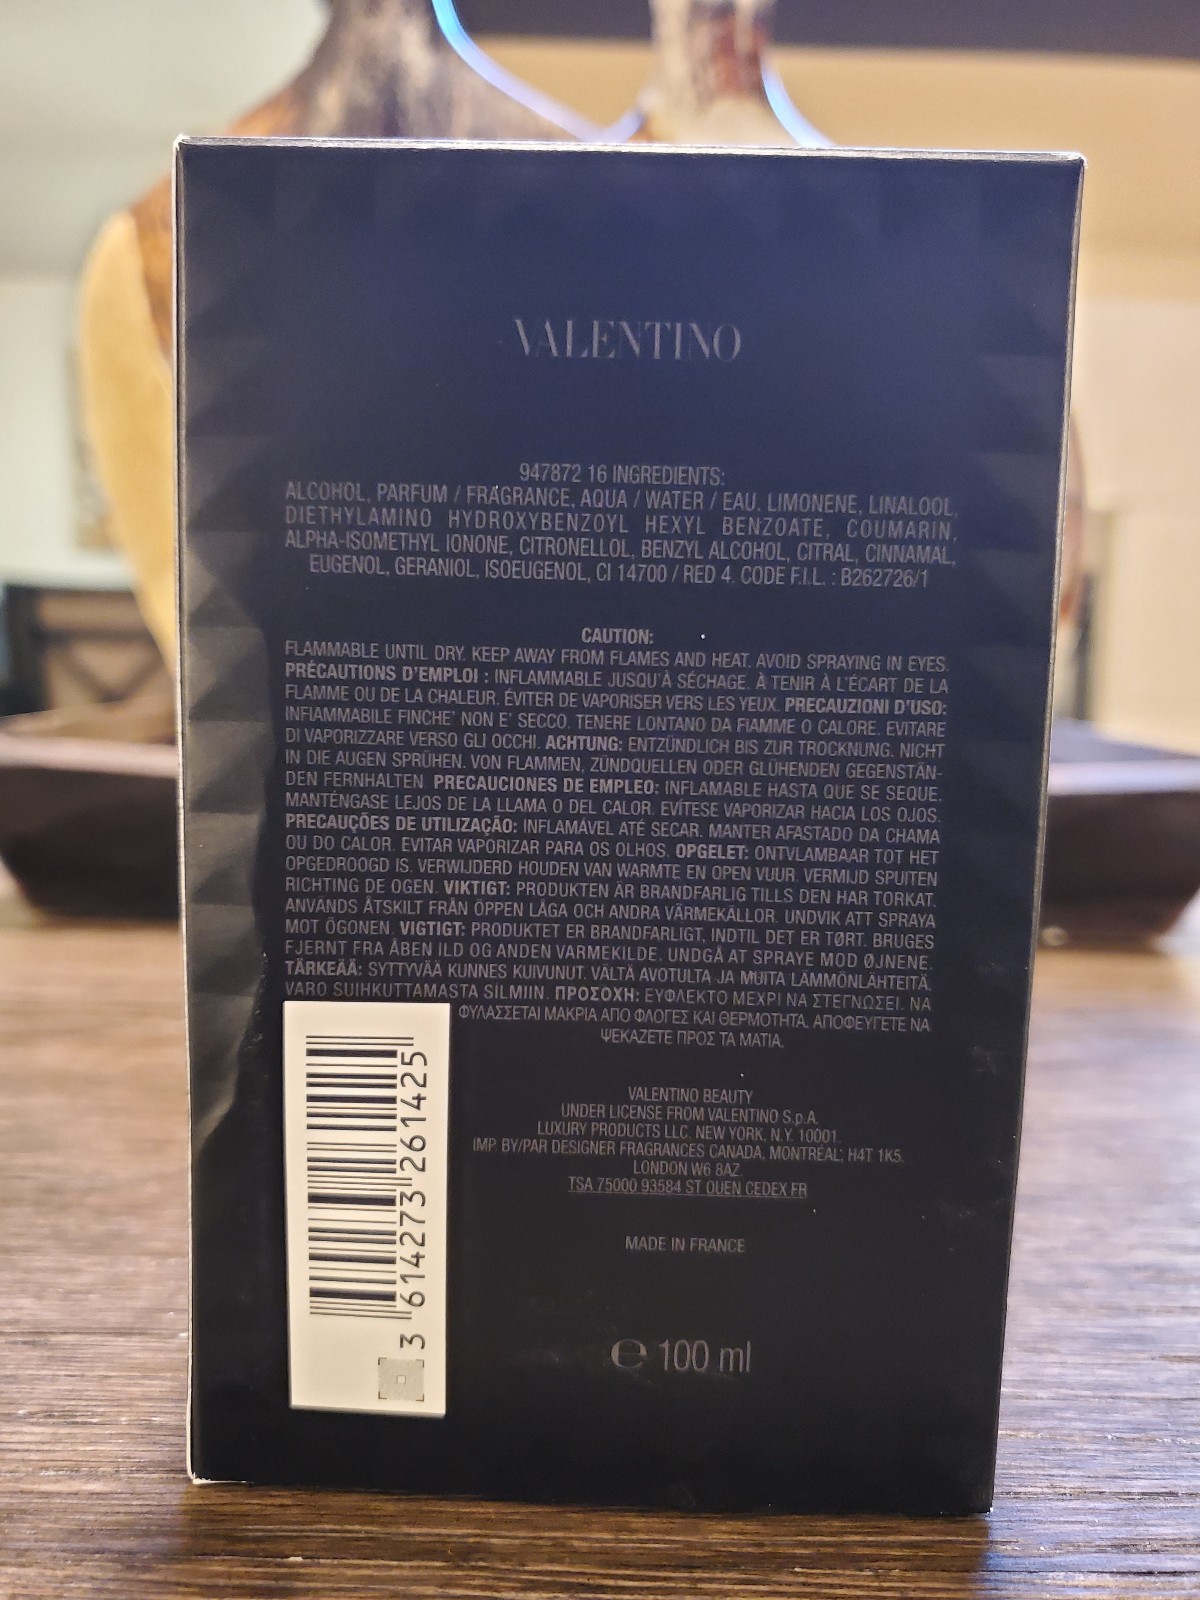 VALENTINO
947872 16 INGREDIENTS:
ALCOHOL, PARFUM / FRAGRANCE, AQUA / WATER / EAU, LIMONENE, LINALOOL,
DIETHYLAMINO HYDROXYBENZOYL HEXYL BENZOATE, COUMARIN,
ALPHA-ISOMETHYL IONONE, CITRONELLOL, BENZYL ALCOHOL, CITRAL, CINNAMAL,
EUGENOL, GERANIOL, ISOEUGENOL, CI 14700 / RED 4. CODE F.I.L. : B262726/1
CAUTION:
FLAMMABLE UNTIL DRY. KEEP AWAY FROM FLAMES AND HEAT. AVOID SPRAYING IN EYES.
PRÉCAUTIONS D'EMPLOI : INFLAMMABLE JUSQU'À SÉCHAGE. À TENIR À L'ÉCART DE LA
FLAMME OU DE LA CHALEUR. ÉVITER DE VAPORISER VERS LES YEUX. PRECAUZIONI D'USO:
INFIAMMABILE FINCHE' NON E' SECCO. TENERE LONTANO DA FIAMME O CALORE. EVITARE
DI VAPORIZZARE VERSO GLI OCCHI. ACHTUNG: ENTZÜNDLICH BIS ZUR TROCKNUNG. NICHT
IN DIE AUGEN SPRÜHEN. VON FLAMMEN, ZÜNDQUELLEN ODER GLÜHENDEN GEGENSTÄN-
DEN FERNHALTEN. PRECAUCIONES DE EMPLEO: INFLAMABLE HASTA QUE SE SEQUE.
MANTÉNGASE LEJOS DE LA LLAMA O DEL CALOR. EVÍTESE VAPORIZAR HACIA LOS OJOS.
PRECAUÇÕES DE UTILIZAÇÃO: INFLAMÁVEL ATÉ SECAR. MANTER AFASTADO DA CHAMA
OU DO CALOR. EVITAR VAPORIZAR PARA OS OLHOS. OPGELET: ONTVLAMBAAR TOT HET
OPGEDROOGD IS. VERWIJDERD HOUDEN VAN WARMTE EN OPEN VUUR. VERMIJD SPUITEN
RICHTING DE OGEN. VIKTIGT: PRODUKTEN ÄR BRANDFARLIG TILLS DEN HAR TORKAT.
ANVÄNDS ÅTSKILT FRÅN ÖPPEN LÅGA OCH ANDRA VÄRMEKÄLLOR. UNDVIK ATT SPRAYA
MOT ÖGONEN. VIGTIGT: PRODUKTET ER BRANDFARLIGT, INDTIL DET ER TØRT. BRUGES
FJERNT FRA ÅBEN ILD OG ANDEN VARMEKILDE. UNDGÅ AT SPRAYE MOD ØJNENE.
TÄRKEÄÄ: SYTTYVÄÄ KUNNES KUIVUNUT. VÄLTÄ AVOTULTA JA MUITA LÄMMÖNLÄHTEITÄ.
VARO SUIHKUTTAMASTA SILMIIN. ΠΡΟΣΟΧΗ: ΕΥΦΛΕΚΤΟ ΜΕΧΡΙ ΝΑ ΣΤΕΓΝΩΣΕΙ. ΝΑ
ΦΥΛΑΣΣΕΤΑΙ ΜΑΚΡΙΑ ΑΠΟ ΦΛΟΓΕΣ ΚΑΙ ΘΕΡΜΟΤΗΤΑ. ΑΠΟΦΕΥΓΕΤΕ ΝΑ
ΨΕΚΑΖΕΤΕ ΠΡΟΣ ΤΑ ΜΑΤΙΑ.
VALENTINO BEAUTY
UNDER LICENSE FROM VALENTINO S.p.A.
LUXURY PRODUCTS LLC. NEW YORK, N.Y. 10001.
IMP. BY/PAR DESIGNER FRAGRANCES CANADA, MONTRÉAL, H4T 1K5.
LONDON W6 8AZ.
TSA 75000 93584 ST OUEN CEDEX FR
MADE IN FRANCE
℮ 100 ml
3 614273 261425